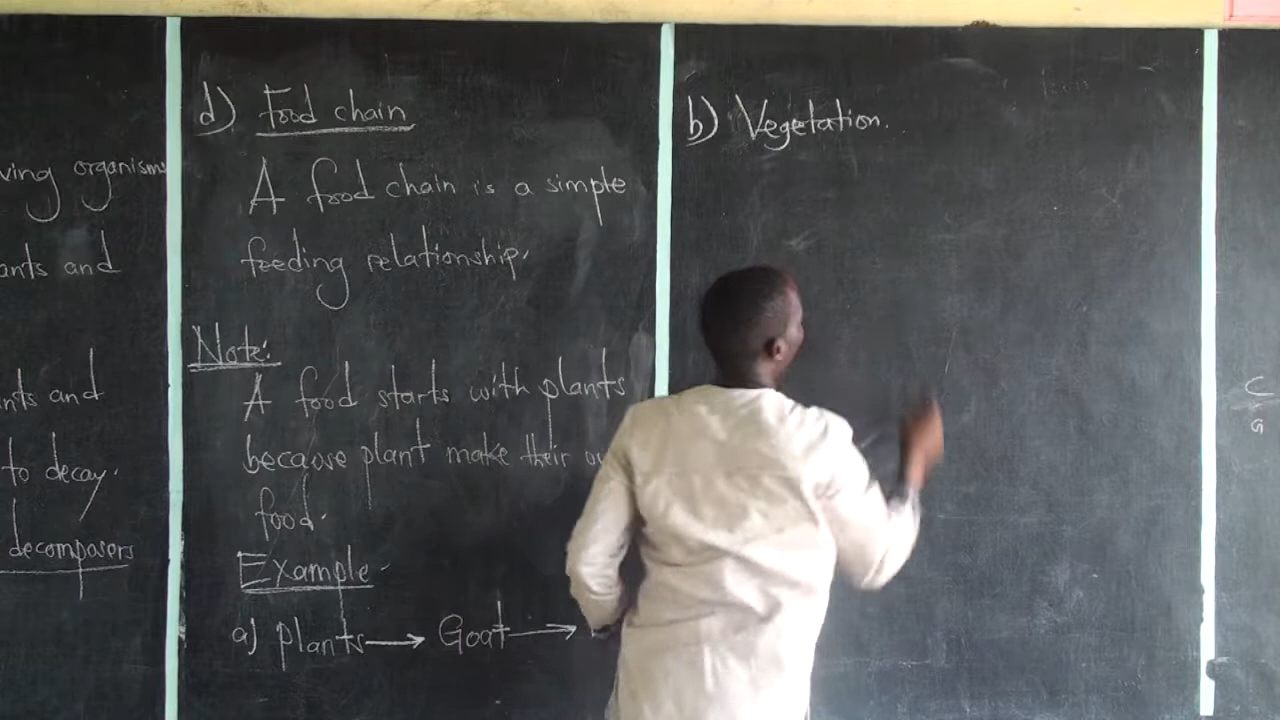 ving organisms
ants and
nts and
to decay.
decomposers
d) Food chain
A food chain is a simple
feeding relationship.
Note:
A food starts with plants
because plant make their
food.
Example.
a) plants → Goat →
b) Vegetation..
C
G